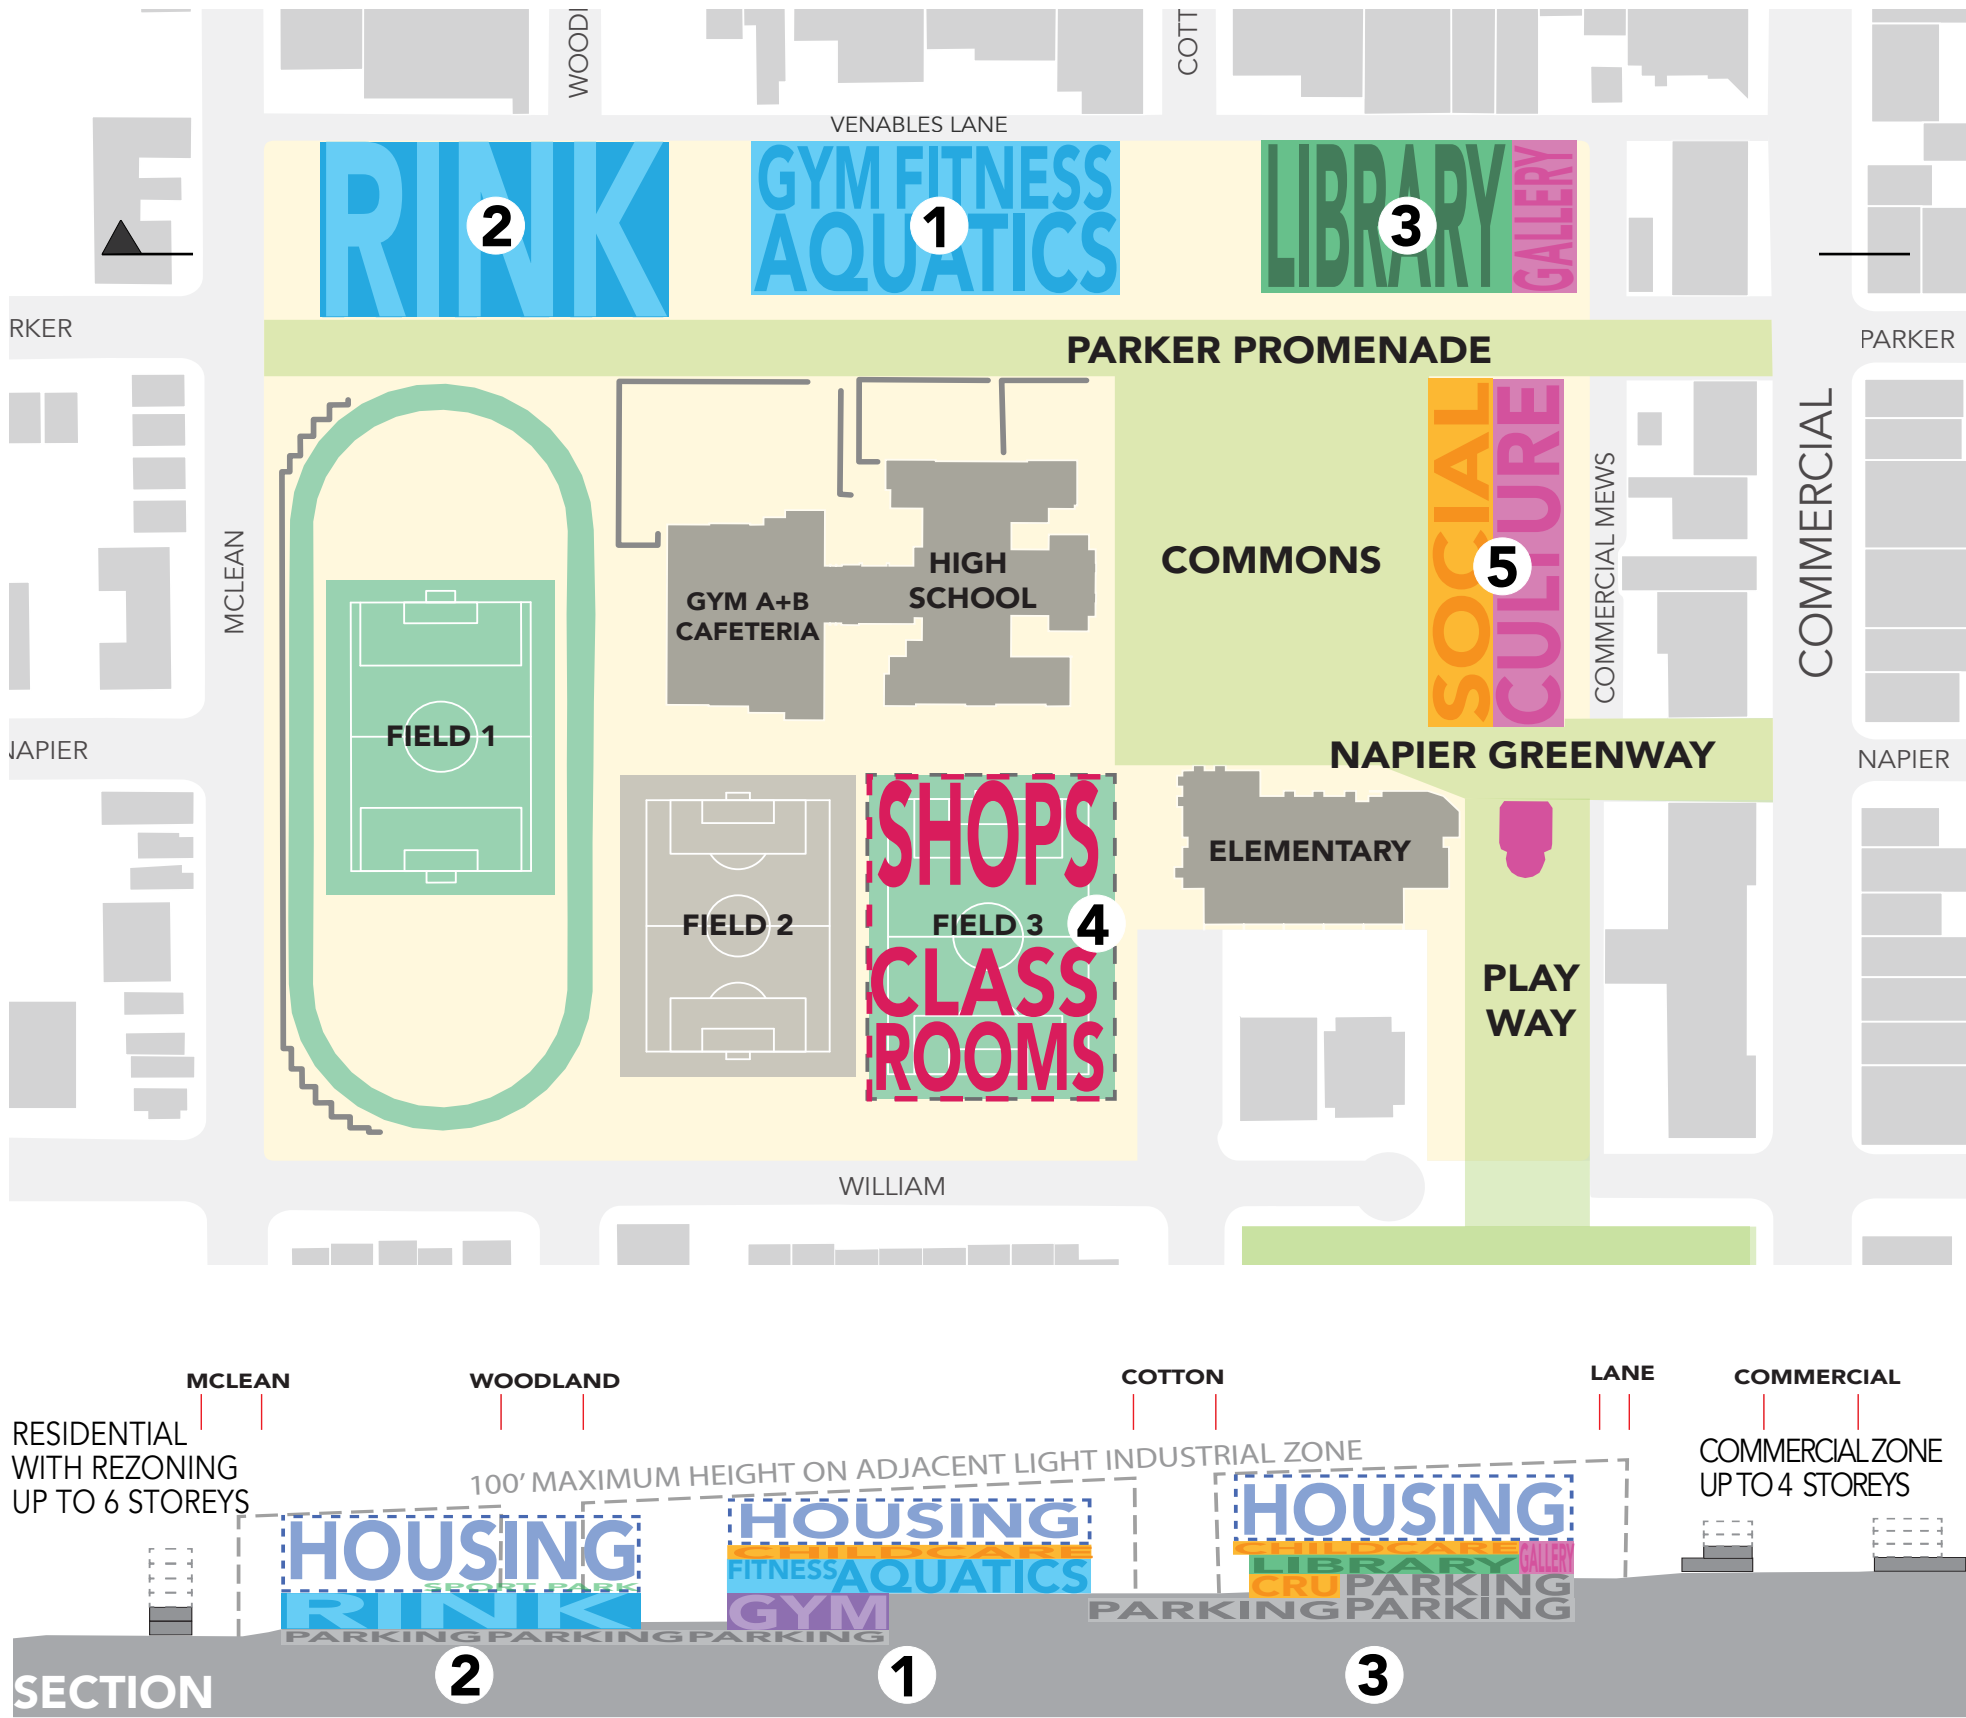 WOODI
COTT
VENABLES LANE
RINK
2
GYM FITNESS
AQUATICS
1
LIBRARY
3
GALLERY
RKER
PARKER PROMENADE
PARKER
MCLEAN
HIGH
SCHOOL
GYM A+B
CAFETERIA
COMMONS
SOCIAL
CULTURE
5
COMMERCIAL MEWS
COMMERCIAL
FIELD 1
NAPIER
NAPIER GREENWAY
NAPIER
SHOPS
FIELD 2
FIELD 3
4
CLASS
ROOMS
ELEMENTARY
PLAY
WAY
WILLIAM
MCLEAN
WOODLAND
COTTON
LANE
COMMERCIAL
RESIDENTIAL
WITH REZONING
UP TO 6 STOREYS
100' MAXIMUM HEIGHT ON ADJACENT LIGHT INDUSTRIAL ZONE
COMMERCIAL ZONE
UP TO 4 STOREYS
HOUSING
SPORT PARK
RINK
PARKING PARKING PARKING
HOUSING
CHILDCARE
FITNESS AQUATICS
GYM
HOUSING
CHILDCARE
GALLERY
LIBRARY
CRU PARKING
PARKING PARKING
2
1
3
SECTION